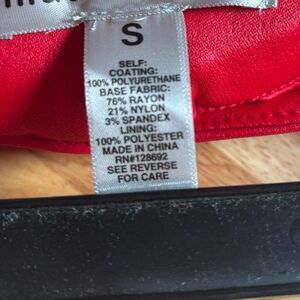 S
SELF:
COATING:
100% POLYURETHANE
BASE FABRIC:
76% RAYON
21% NYLON
3% SPANDEX
LINING:
100% POLYESTER
MADE IN CHINA
RN#128692
SEE REVERSE
FOR CARE